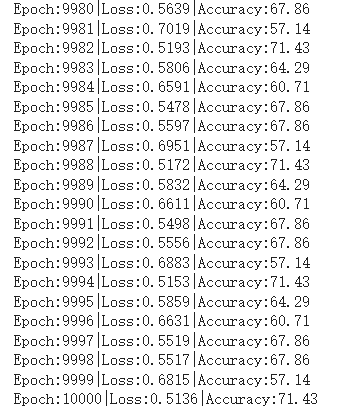 Epoch:9980|Loss:0.5639|Accuracy:67.86
Epoch:9981|Loss:0.7019|Accuracy:57.14
Epoch:9982|Loss:0.5193|Accuracy:71.43
Epoch:9983|Loss:0.5806|Accuracy:64.29
Epoch:9984|Loss:0.6591|Accuracy:60.71
Epoch:9985|Loss:0.5478|Accuracy:67.86
Epoch:9986|Loss:0.5597|Accuracy:67.86
Epoch:9987|Loss:0.6951|Accuracy:57.14
Epoch:9988|Loss:0.5172|Accuracy:71.43
Epoch:9989|Loss:0.5832|Accuracy:64.29
Epoch:9990|Loss:0.6611|Accuracy:60.71
Epoch:9991|Loss:0.5498|Accuracy:67.86
Epoch:9992|Loss:0.5556|Accuracy:67.86
Epoch:9993|Loss:0.6883|Accuracy:57.14
Epoch:9994|Loss:0.5153|Accuracy:71.43
Epoch:9995|Loss:0.5859|Accuracy:64.29
Epoch:9996|Loss:0.6631|Accuracy:60.71
Epoch:9997|Loss:0.5519|Accuracy:67.86
Epoch:9998|Loss:0.5517|Accuracy:67.86
Epoch:9999|Loss:0.6815|Accuracy:57.14
Epoch:10000|Loss:0.5136|Accuracy:71.43